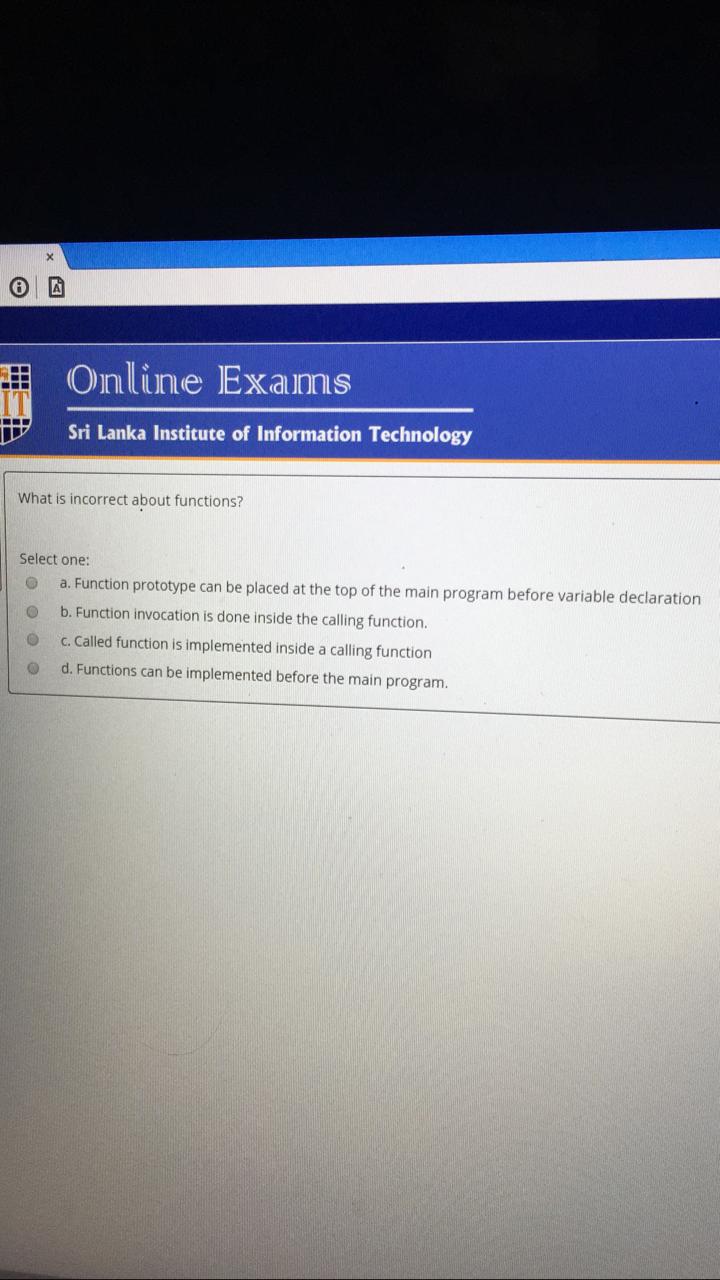 x
IT
Online Exams
Sri Lanka Institute of Information Technology
What is incorrect about functions?
Select one:
a. Function prototype can be placed at the top of the main program before variable declaration
b. Function invocation is done inside the calling function.
c. Called function is implemented inside a calling function
d. Functions can be implemented before the main program.